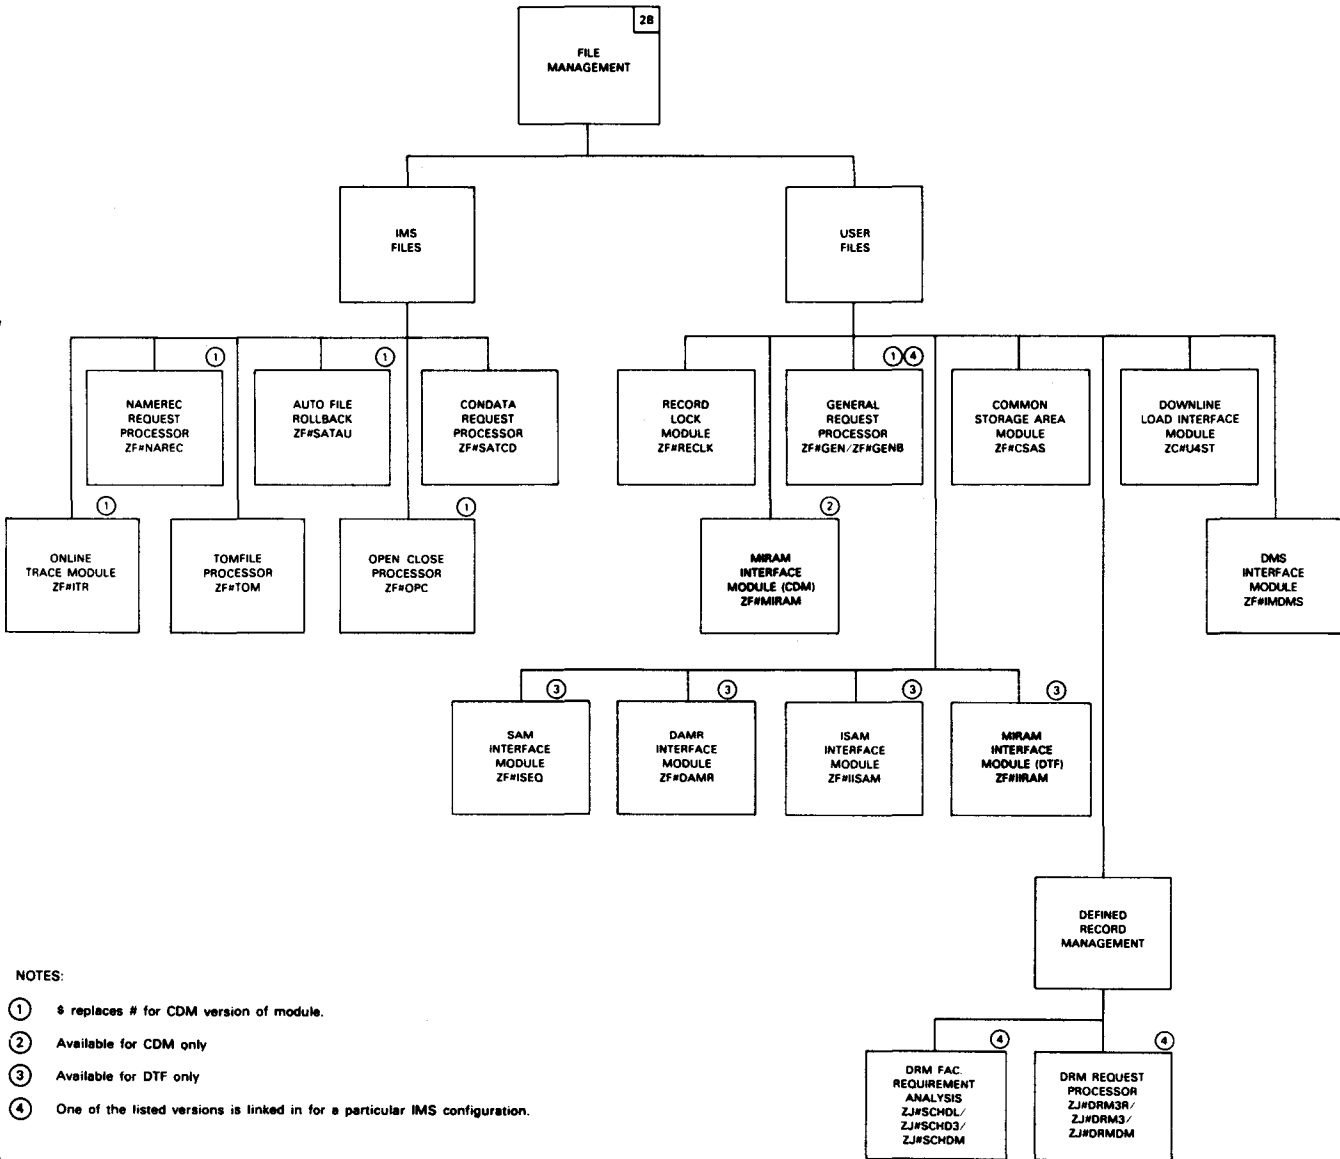 2B
FILE
MANAGEMENT
IMS
FILES
USER
FILES
①
NAMEREC
REQUEST
PROCESSOR
ZF#NAREC
①
AUTO FILE
ROLLBACK
ZF#SATAU
CONDATA
REQUEST
PROCESSOR
ZF#SATCD
RECORD
LOCK
MODULE
ZF#RECLK
① ④
GENERAL
REQUEST
PROCESSOR
ZF#GEN/ZF#GENB
COMMON
STORAGE AREA
MODULE
ZF#CSAS
DOWNLINE
LOAD INTERFACE
MODULE
ZC#U4ST
①
ONLINE
TRACE MODULE
ZF#ITR
TOMFILE
PROCESSOR
ZF#TOM
①
OPEN CLOSE
PROCESSOR
ZF#OPC
②
MIRAM
INTERFACE
MODULE (CDM)
ZF#MIRAM
DMS
INTERFACE
MODULE
ZF#IMDMS
③
SAM
INTERFACE
MODULE
ZF#ISEQ
③
DAMR
INTERFACE
MODULE
ZF#DAMR
③
ISAM
INTERFACE
MODULE
ZF#IISAM
③
MIRAM
INTERFACE
MODULE (DTF)
ZF#IIRAM
DEFINED
RECORD
MANAGEMENT
④
DRM FAC.
REQUIREMENT
ANALYSIS
ZJ#SCHDL/
ZJ#SCHD3/
ZJ#SCHDM
④
DRM REQUEST
PROCESSOR
ZJ#DRM3R/
ZJ#DRM3/
ZJ#DRMDM
NOTES:
① $ replaces # for CDM version of module.
② Available for CDM only
③ Available for DTF only
④ One of the listed versions is linked in for a particular IMS configuration.